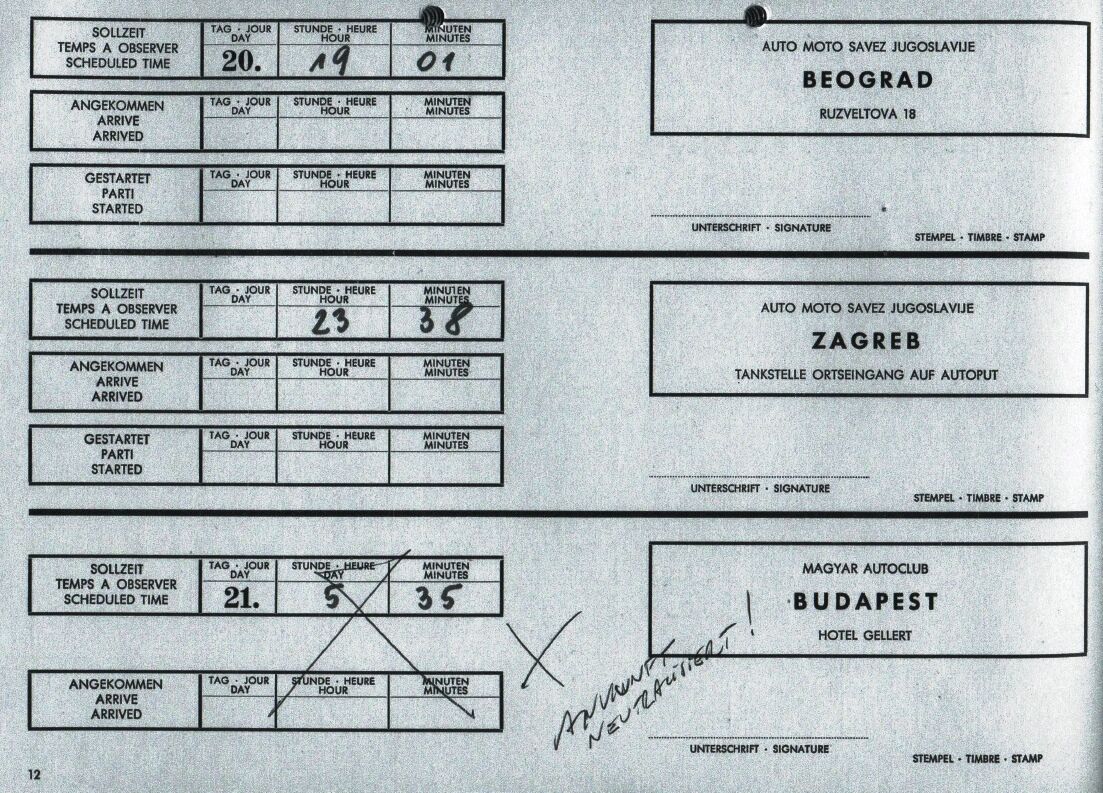 SOLLZEIT
TEMPS A OBSERVER
SCHEDULED TIME
TAG · JOUR
DAY
20.
STUNDE · HEURE
HOUR
19
MINUTEN
MINUTES
01
ANGEKOMMEN
ARRIVE
ARRIVED
TAG · JOUR
DAY
STUNDE · HEURE
HOUR
MINUTEN
MINUTES
GESTARTET
PARTI
STARTED
TAG · JOUR
DAY
STUNDE · HEURE
HOUR
MINUTEN
MINUTES
AUTO MOTO SAVEZ JUGOSLAVIJE
BEOGRAD
RUZVELTOVA 18
UNTERSCHRIFT · SIGNATURE
STEMPEL · TIMBRE · STAMP
SOLLZEIT
TEMPS A OBSERVER
SCHEDULED TIME
TAG · JOUR
DAY
STUNDE · HEURE
HOUR
23
MINUTEN
MINUTES
38
ANGEKOMMEN
ARRIVE
ARRIVED
TAG · JOUR
DAY
STUNDE · HEURE
HOUR
MINUTEN
MINUTES
GESTARTET
PARTI
STARTED
TAG · JOUR
DAY
STUNDE · HEURE
HOUR
MINUTEN
MINUTES
AUTO MOTO SAVEZ JUGOSLAVIJE
ZAGREB
TANKSTELLE ORTSEINGANG AUF AUTOPUT
UNTERSCHRIFT · SIGNATURE
STEMPEL · TIMBRE · STAMP
SOLLZEIT
TEMPS A OBSERVER
SCHEDULED TIME
TAG · JOUR
DAY
21.
STUNDE · HEURE
DAY
5
MINUTEN
MINUTES
35
ANGEKOMMEN
ARRIVE
ARRIVED
TAG · JOUR
DAY
STUNDE · HEURE
HOUR
MINUTEN
MINUTES
MAGYAR AUTOCLUB
BUDAPEST
HOTEL GELLERT
ANKUNFT
NEUTRALISIERT!
UNTERSCHRIFT · SIGNATURE
STEMPEL · TIMBRE · STAMP
12